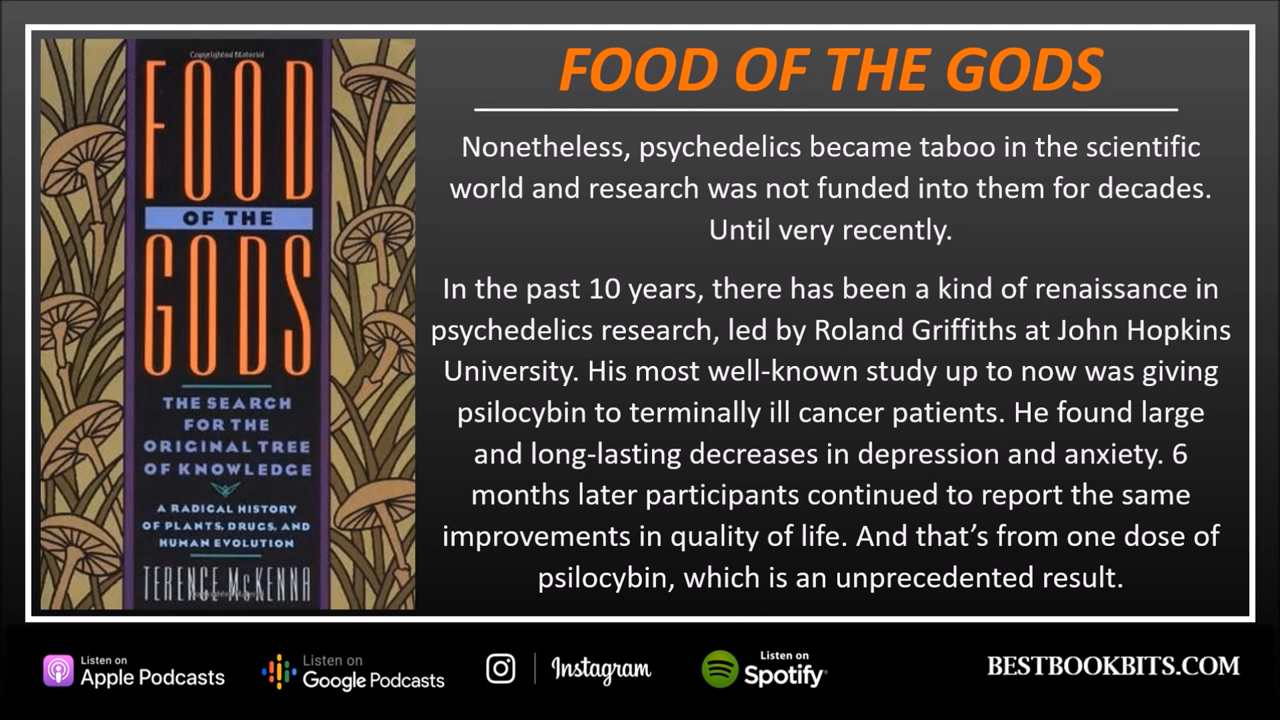 Copyrighted Material
FOOD
OF THE
GODS
THE SEARCH
FOR THE
ORIGINAL TREE
OF KNOWLEDGE
A RADICAL HISTORY
OF PLANTS, DRUGS, AND
HUMAN EVOLUTION
TERENCE McKENNA
FOOD OF THE GODS
Nonetheless, psychedelics became taboo in the scientific
world and research was not funded into them for decades.
Until very recently.
In the past 10 years, there has been a kind of renaissance in
psychedelics research, led by Roland Griffiths at John Hopkins
University. His most well-known study up to now was giving
psilocybin to terminally ill cancer patients. He found large
and long-lasting decreases in depression and anxiety. 6
months later participants continued to report the same
improvements in quality of life. And that’s from one dose of
psilocybin, which is an unprecedented result.
Listen on
Apple Podcasts
Listen on
Google Podcasts
Instagram
Listen on
Spotify
BESTBOOKBITS.COM